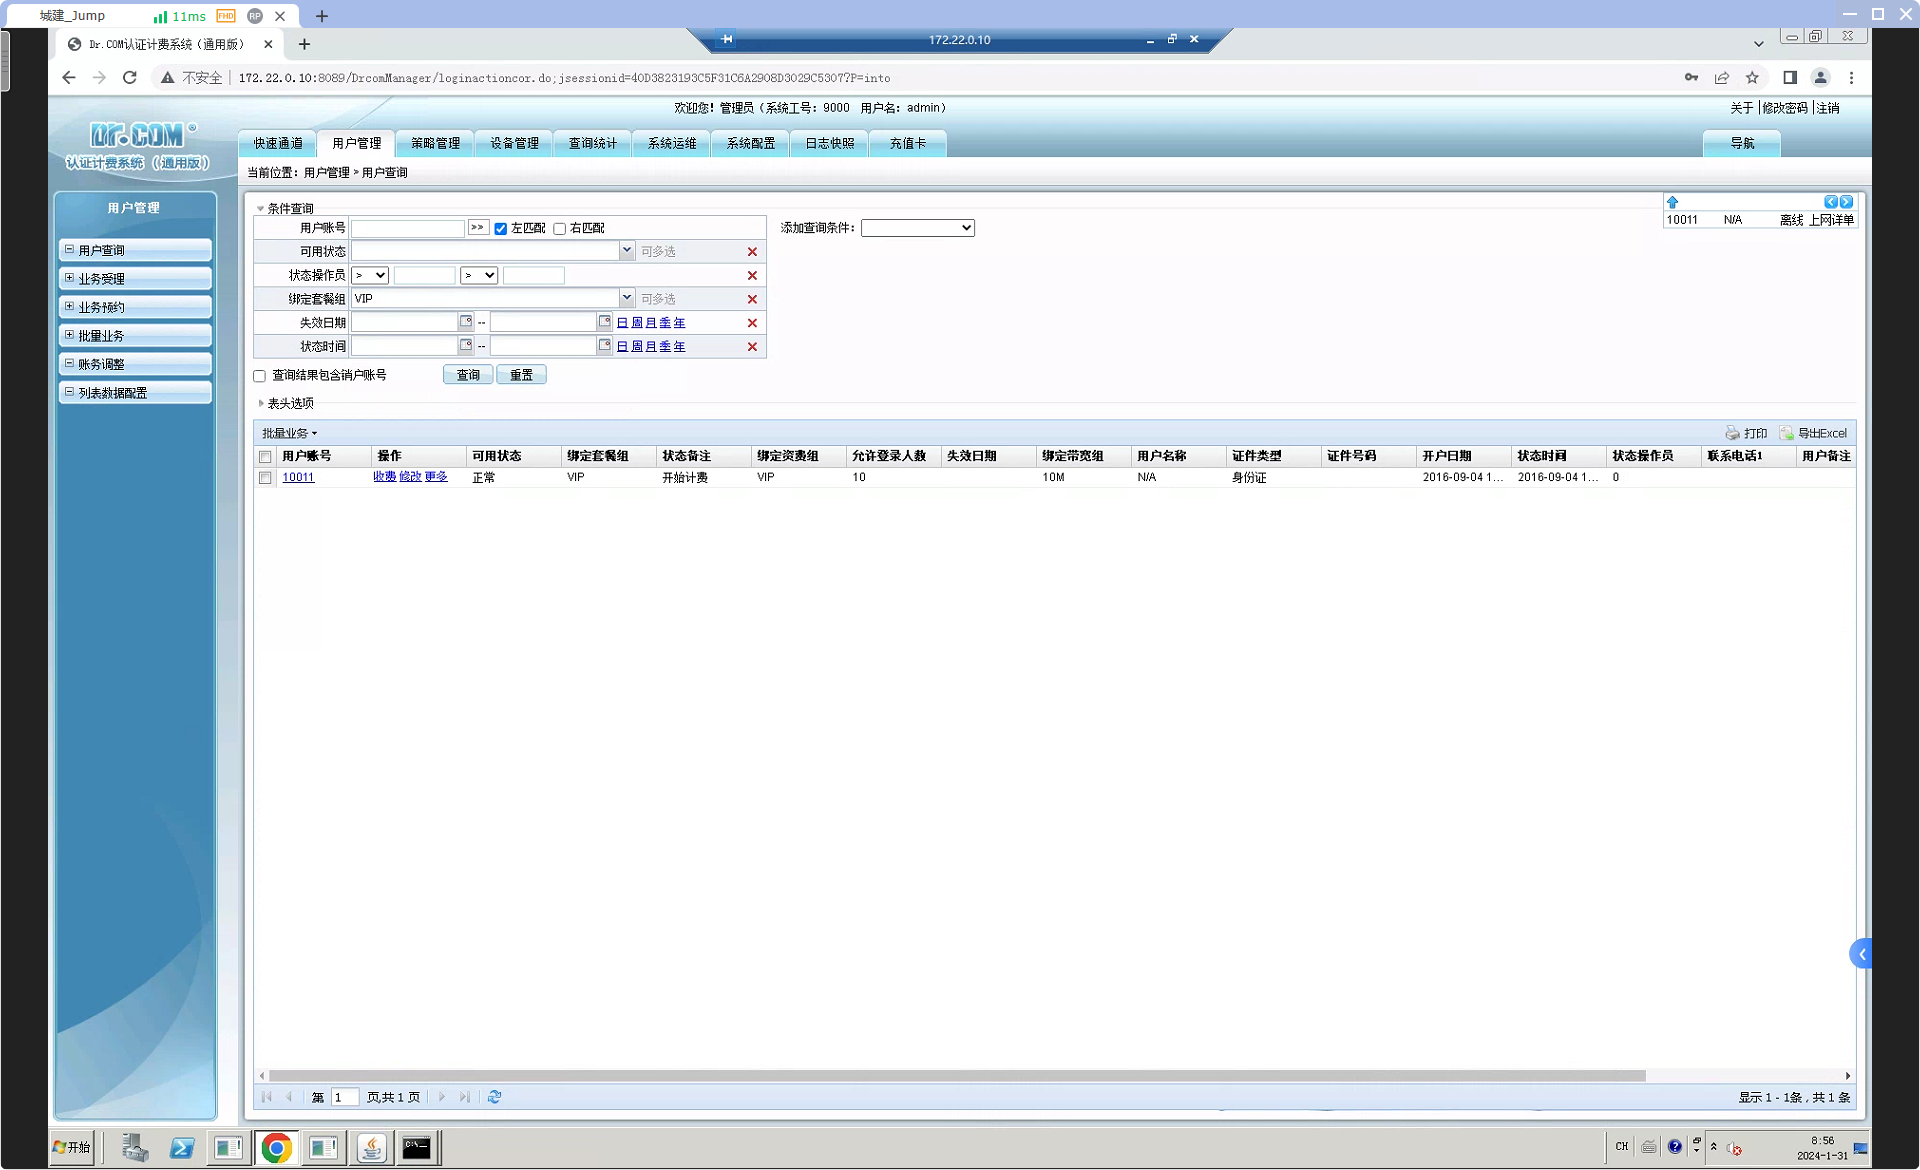 城建_Jump 11ms FHD RP
Dr.COM认证计费系统（通用版）
172.22.0.10
不安全 172.22.0.10:8089/DrcomManager/loginactioncor.do;jsessionid=40D3823193C5F31C6A2908D3029C5307?P=into
欢迎您! 管理员（系统工号：9000 用户名：admin）
关于 | 修改密码 | 注销
Dr.COM®
认证计费系统（通用版）
快速通道 用户管理 策略管理 设备管理 查询统计 系统运维 系统配置 日志快照 充值卡 导航
当前位置：用户管理 » 用户查询
用户管理
用户查询
业务受理
业务预约
批量业务
账务调整
列表数据配置
条件查询
用户账号 >> 左匹配 右匹配 添加查询条件：
可用状态 可多选
状态操作员 > >
绑定套餐组 VIP 可多选
失效日期 -- 日 周 月 季 年
状态时间 -- 日 周 月 季 年
查询结果包含销户账号 查询 重置
10011 N/A 离线 上网详单
表头选项
批量业务 打印 导出Excel
用户账号 操作 可用状态 绑定套餐组 状态备注 绑定资费组 允许登录人数 失效日期 绑定带宽组 用户名称 证件类型 证件号码 开户日期 状态时间 状态操作员 联系电话1 用户备注
10011 收费 修改 更多 正常 VIP 开始计费 VIP 10 10M N/A 身份证 2016-09-04 1... 2016-09-04 1... 0
第 1 页,共 1 页
显示 1 - 1条，共 1 条
开始
CH
8:56
2024-1-31